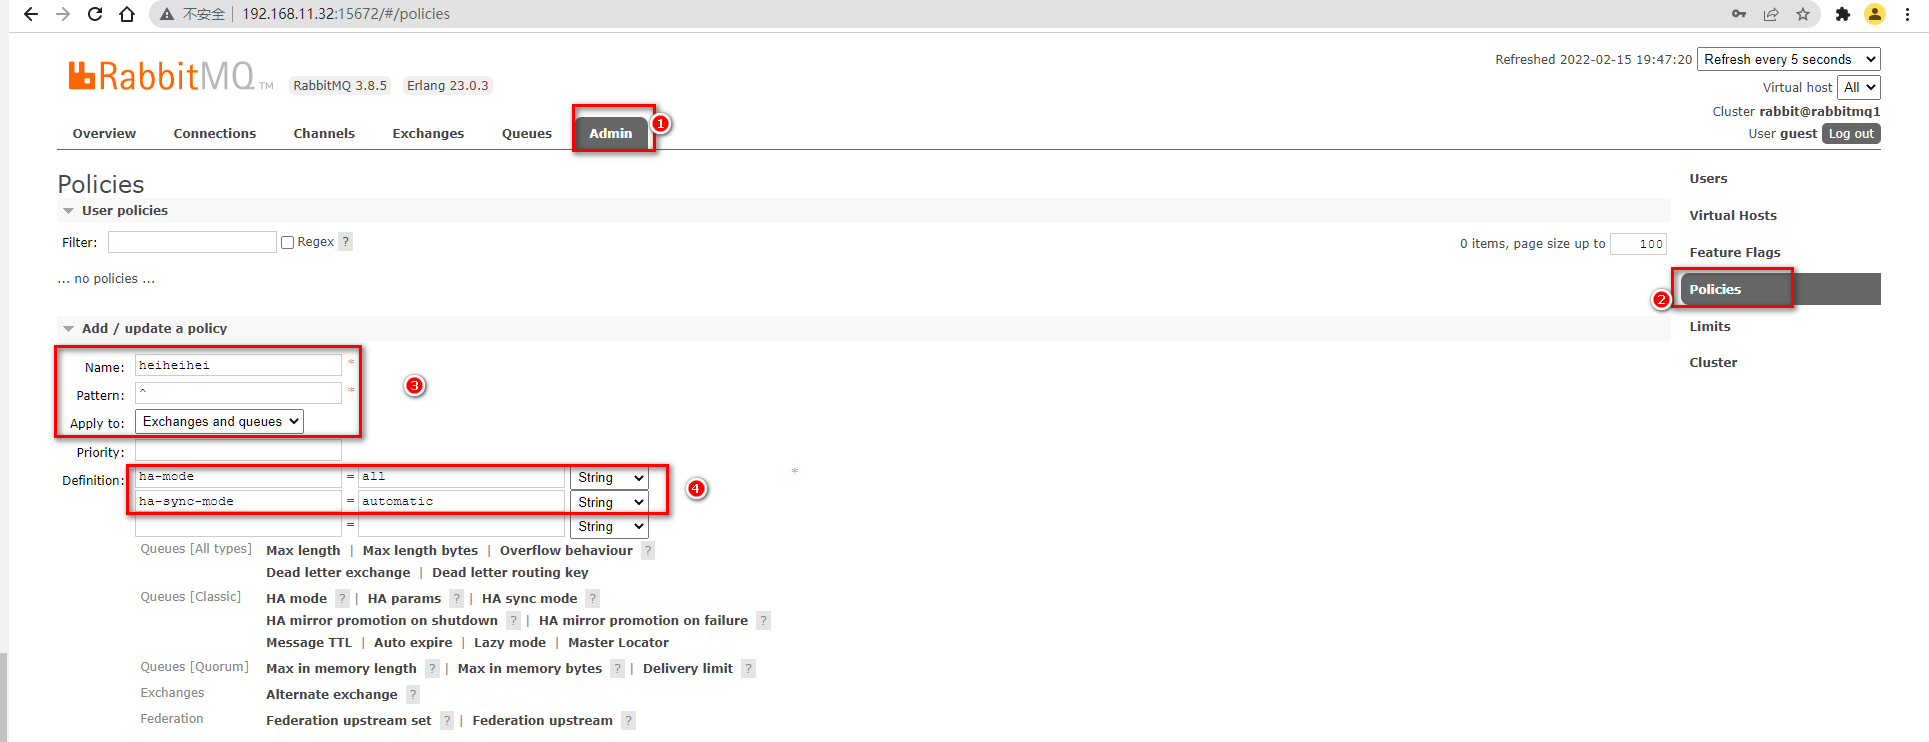 不安全 192.168.11.32:15672/#/policies
RabbitMQ TM RabbitMQ 3.8.5 Erlang 23.0.3
Refreshed 2022-02-15 19:47:20 Refresh every 5 seconds
Virtual host All
Cluster rabbit@rabbitmq1
User guest Log out
Overview Connections Channels Exchanges Queues Admin 1
Policies
User policies
Filter: Regex ? 0 items, page size up to 100
... no policies ...
Users
Virtual Hosts
Feature Flags
2 Policies
Limits
Cluster
Add / update a policy
Name: heiheihei *
Pattern: ^ * 3
Apply to: Exchanges and queues
Priority:
Definition: ha-mode = all String * 4
ha-sync-mode = automatic String
= String
Queues [All types] Max length | Max length bytes | Overflow behaviour ?
Dead letter exchange | Dead letter routing key
Queues [Classic] HA mode ? | HA params ? | HA sync mode ?
HA mirror promotion on shutdown ? | HA mirror promotion on failure ?
Message TTL | Auto expire | Lazy mode | Master Locator
Queues [Quorum] Max in memory length ? | Max in memory bytes ? | Delivery limit ?
Exchanges Alternate exchange ?
Federation Federation upstream set ? | Federation upstream ?